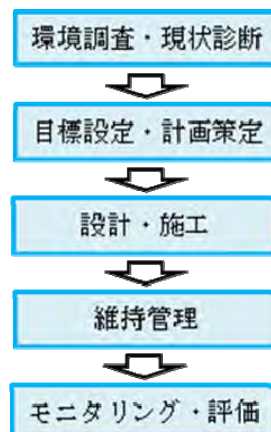 環境調査・現状診断
目標設定・計画策定
設計・施工
維持管理
モニタリング・評価